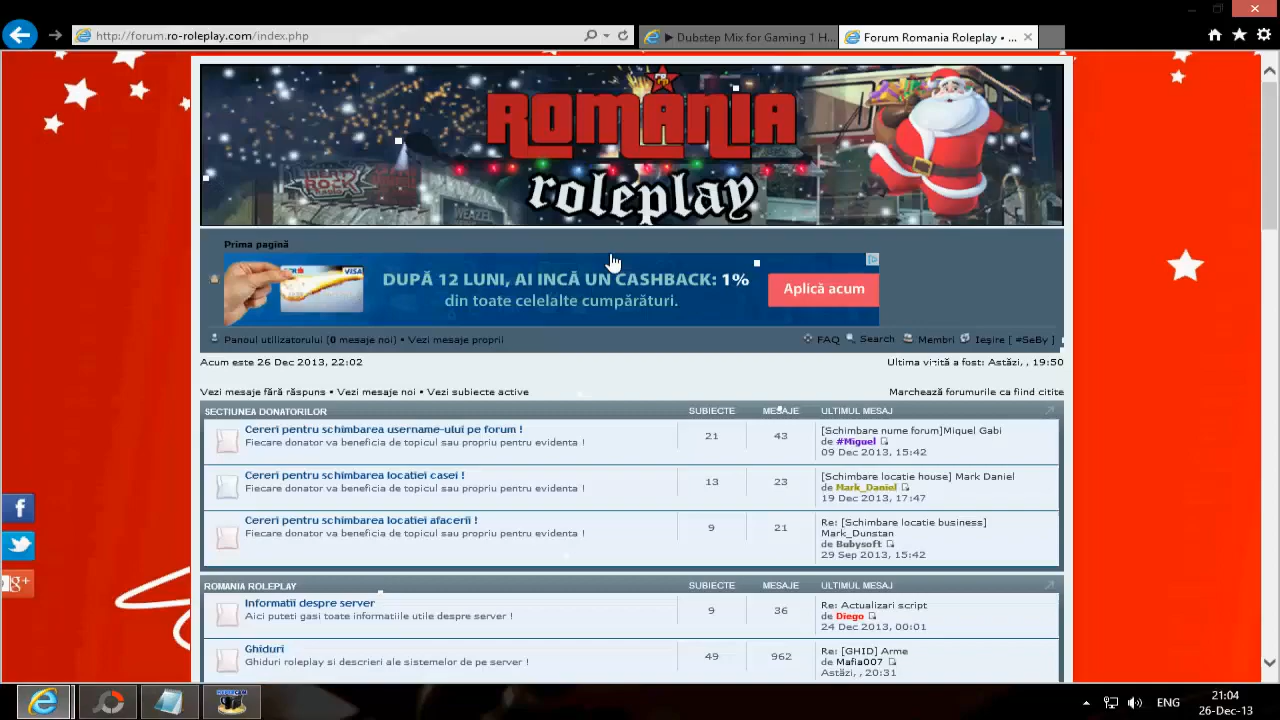 http://forum.ro-roleplay.com/index.php
▶ Dubstep Mix for Gaming 1 H...
Forum Romania Roleplay • ...
ROMANIA
roleplay
LIBERTY
ROCK
WEAZEL
Prima pagină
VISA
DUPĂ 12 LUNI, AI INCĂ UN CASHBACK: 1%
din toate celelalte cumpărături.
Aplică acum
Panoul utilizatorului (0 mesaje noi) • Vezi mesaje proprii
FAQ Search Membri Ieşire [ #SeBy ]
Acum este 26 Dec 2013, 22:02
Ultima vizită a fost: Astăzi, , 19:50
Vezi mesaje fără răspuns • Vezi mesaje noi • Vezi subiecte active
Marchează forumurile ca fiind citite
SECTIUNEA DONATORILOR SUBIECTE MESAJE ULTIMUL MESAJ
Cereri pentru schimbarea username-ului pe forum !
Fiecare donator va beneficia de topicul sau propriu pentru evidenta !
21 43
[Schimbare nume forum]Miquel Gabi
de #Miguel
09 Dec 2013, 15:42
Cereri pentru schimbarea locatiei casei !
Fiecare donator va beneficia de topicul sau propriu pentru evidenta !
13 23
[Schimbare locatie house] Mark Daniel
de Mark_Daniel
19 Dec 2013, 17:47
Cereri pentru schimbarea locatiei afacerii !
Fiecare donator va beneficia de topicul sau propriu pentru evidenta !
9 21
Re: [Schimbare locatie business]
Mark_Dunstan
de Bubysoft
29 Sep 2013, 15:42
ROMANIA ROLEPLAY SUBIECTE MESAJE ULTIMUL MESAJ
Informatii despre server
Aici puteti gasi toate informatiile utile despre server !
9 36
Re: Actualizari script
de Diego
24 Dec 2013, 00:01
Ghiduri
Ghiduri roleplay si descrieri ale sistemelor de pe server !
49 962
Re: [GHID] Arme
de Mafia007
Astăzi, , 20:31
ENG
21:04
26-Dec-13